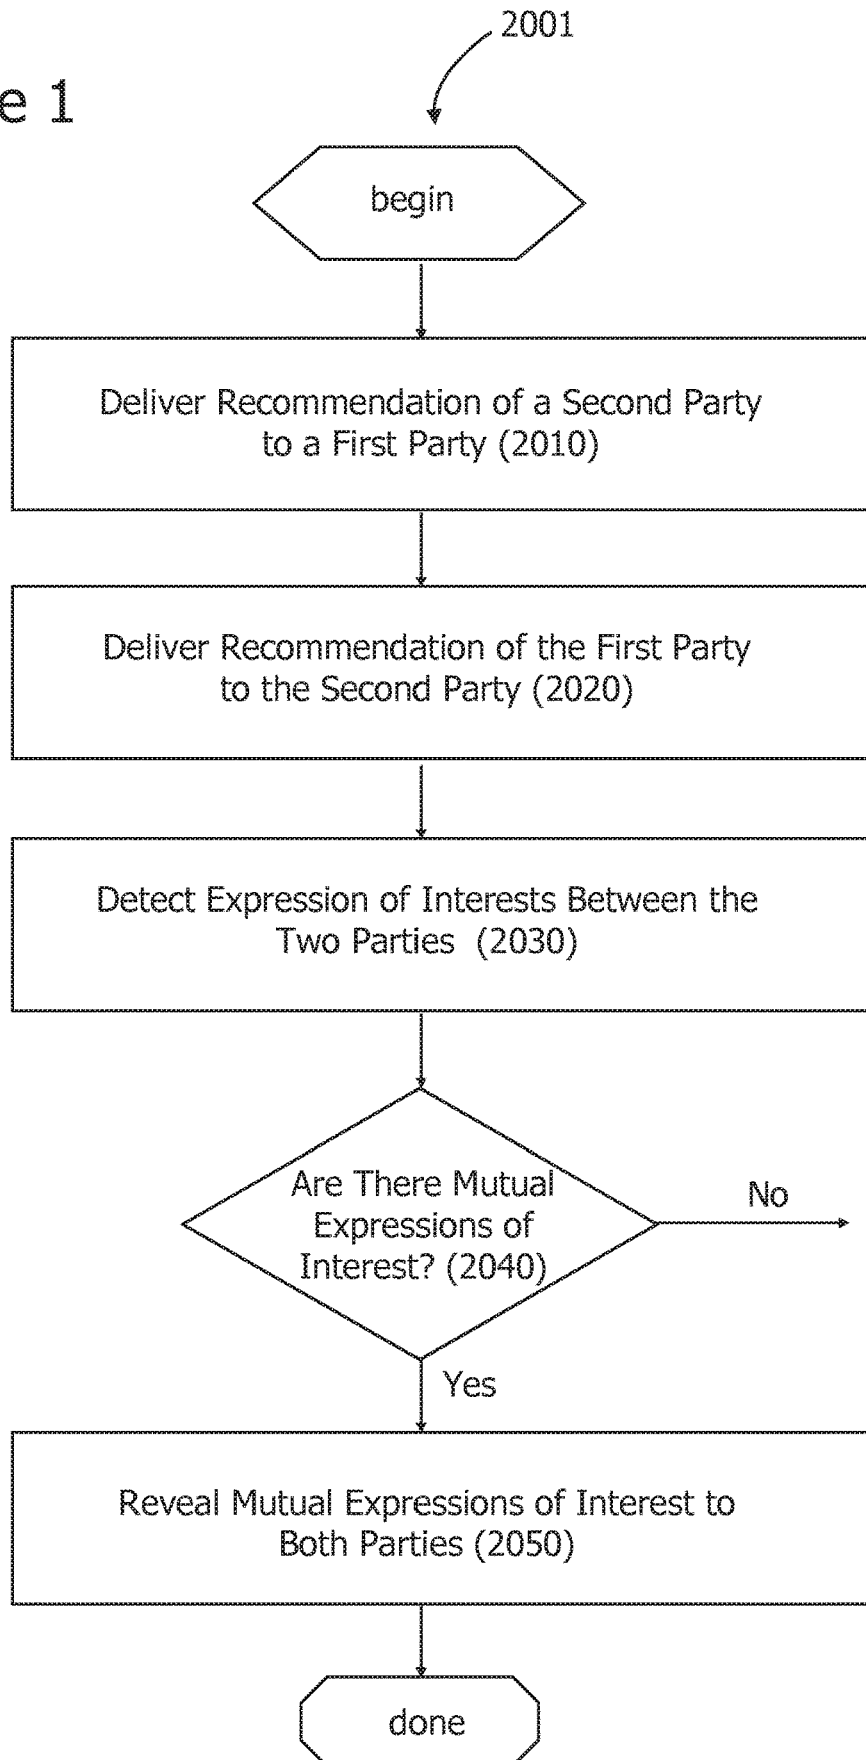 2001
e 1
begin
Deliver Recommendation of a Second Party
to a First Party (2010)
Deliver Recommendation of the First Party
to the Second Party (2020)
Detect Expression of Interests Between the
Two Parties (2030)
Are There Mutual
Expressions of
Interest? (2040)
No
Yes
Reveal Mutual Expressions of Interest to
Both Parties (2050)
done